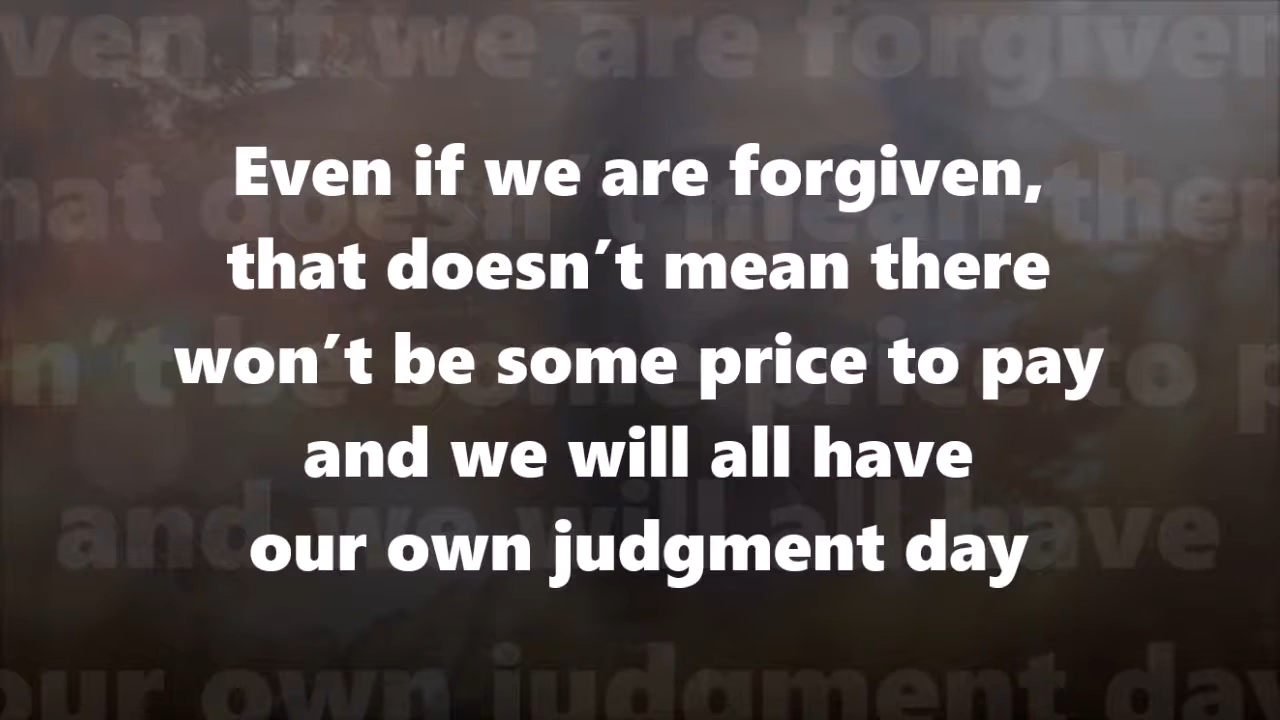 Even if we are forgiven,
that doesn′t mean there
won′t be some price to pay
and we will all have
our own judgment day